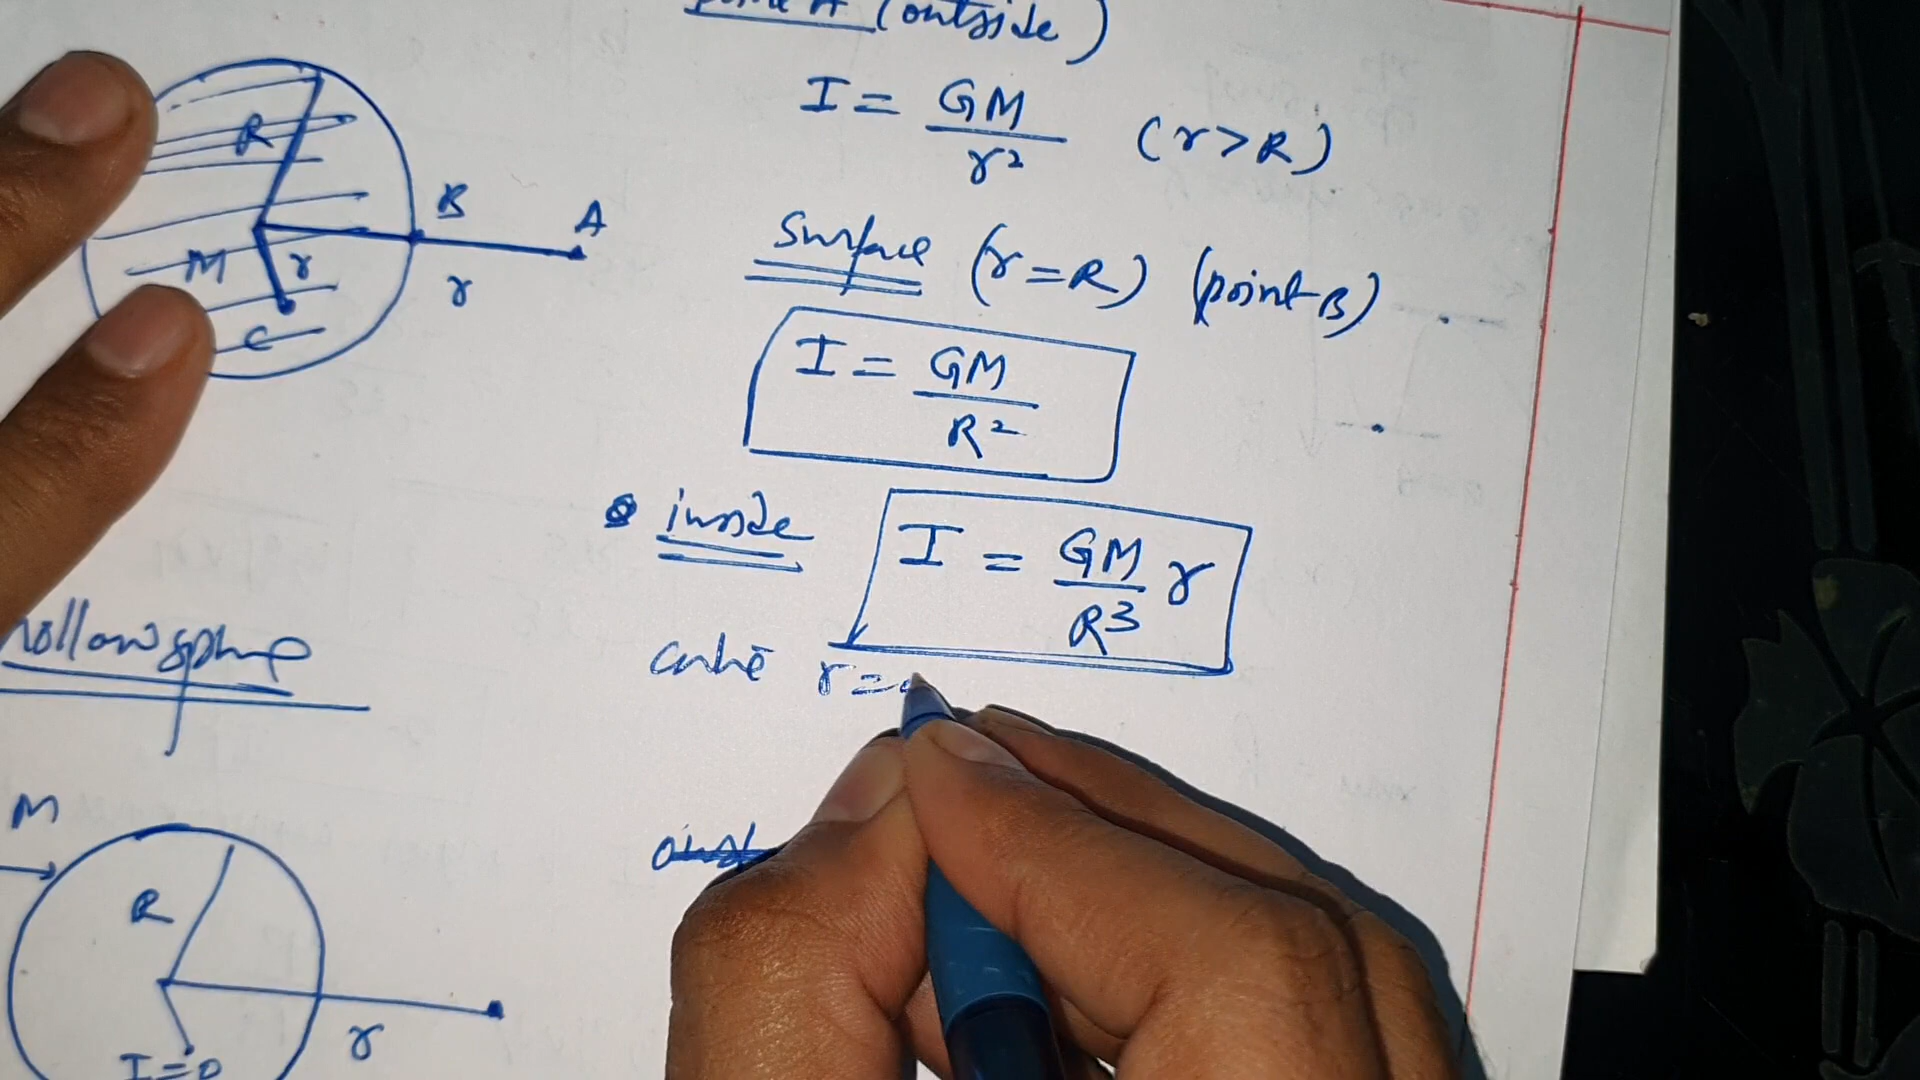 (outside)
I = GM/r² (r>R)
R
B
A
M
r
r
C
Surface (r=R) (point B)
I = GM/R²
inside
I = GM/R³ r
r=
hollow sphere
M
R
r
I=0